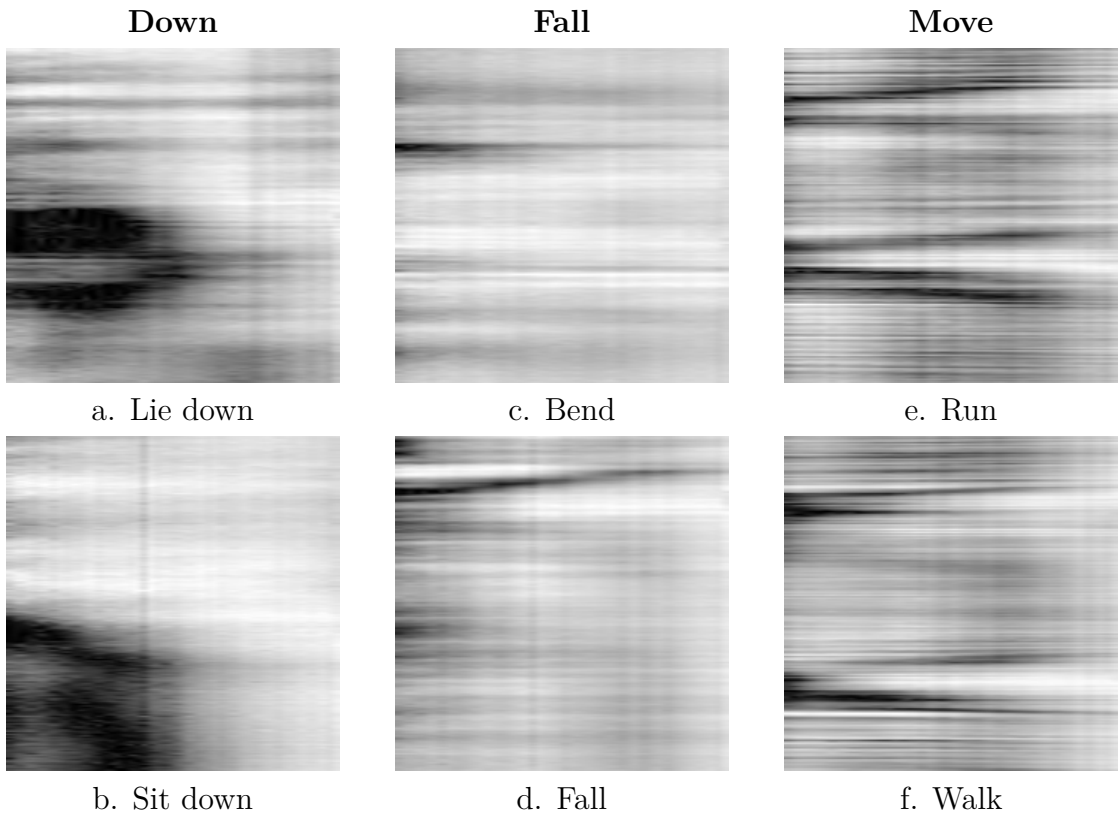 Down Fall Move
a. Lie down c. Bend e. Run
b. Sit down d. Fall f. Walk